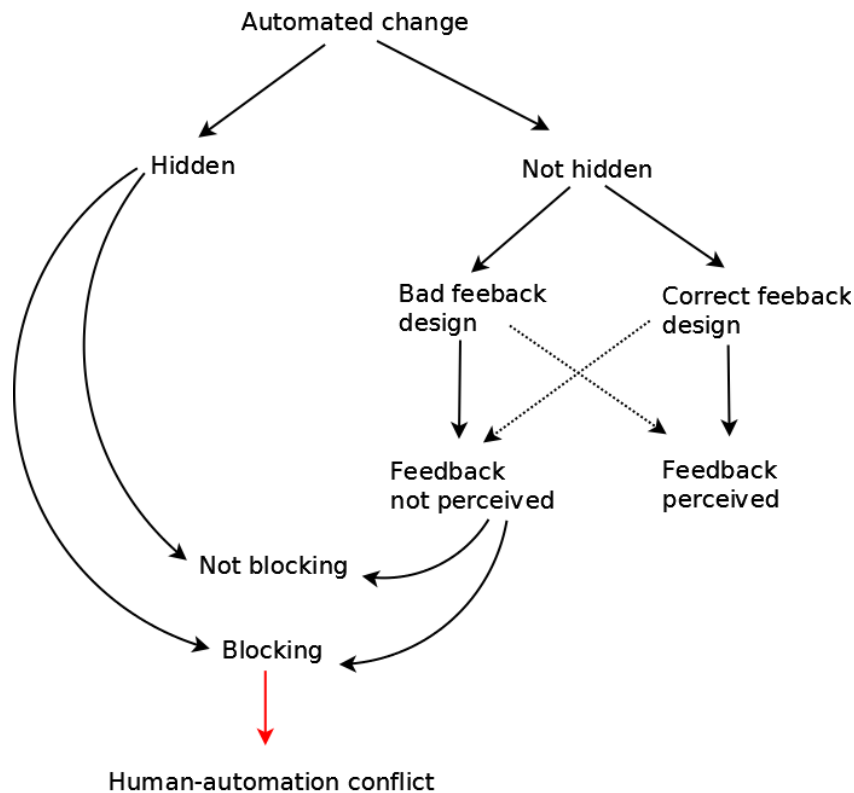 Automated change
Hidden
Not hidden
Bad feeback
design
Correct feeback
design
Feedback
not perceived
Feedback
perceived
Not blocking
Blocking
Human-automation conflict